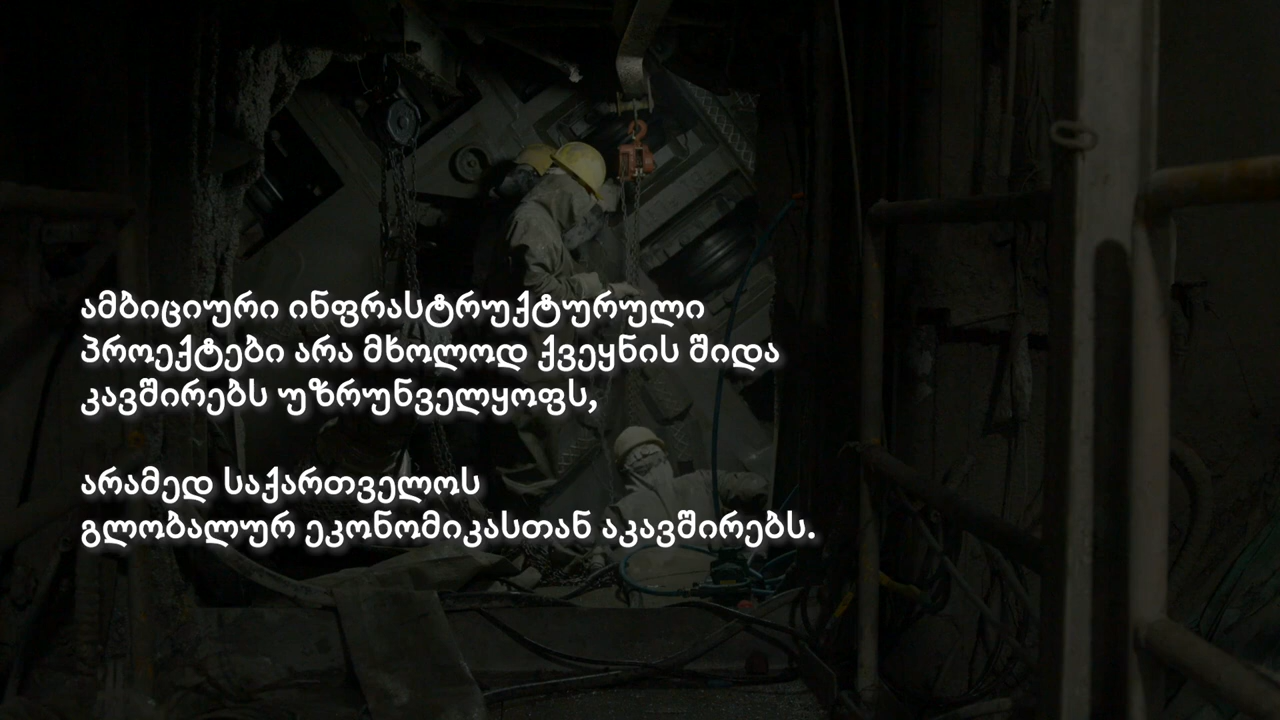 ამბიციური ინფრასტრუქტურული
პროექტები არა მხოლოდ ქვეყნის შიდა
კავშირებს უზრუნველყოფს,
არამედ საქართველოს
გლობალურ ეკონომიკასთან აკავშირებს.